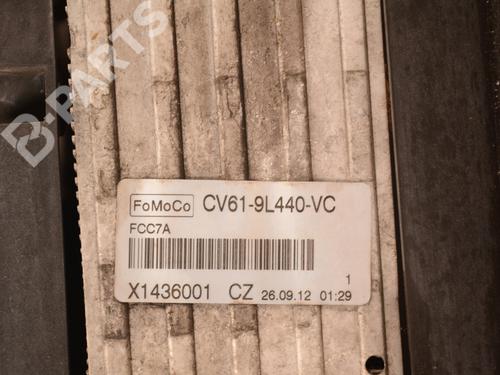 B-PARTS
FoMoCo CV61-9L440-VC
FCC7A
1
X1436001 CZ 26.09.12 01:29